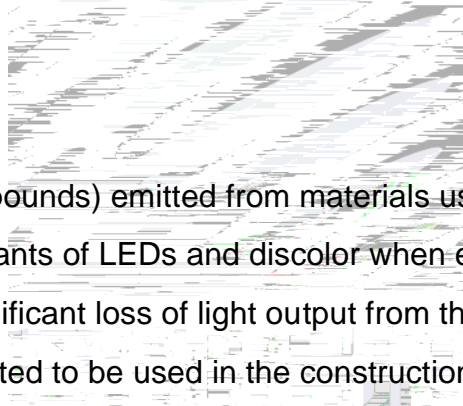 ounds) emitted from materials us
ants of LEDs and discolor when e
ificant loss of light output from th
ted to be used in the construction